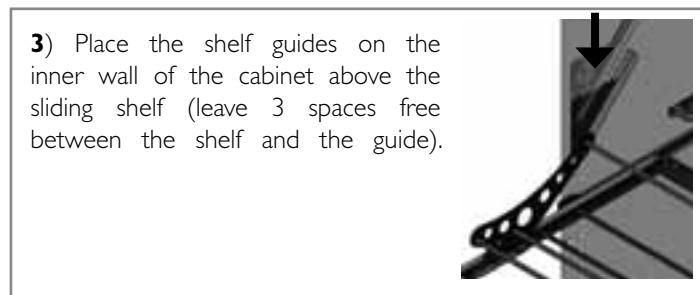 3) Place the shelf guides on the
inner wall of the cabinet above the
sliding shelf (leave 3 spaces free
between the shelf and the guide).